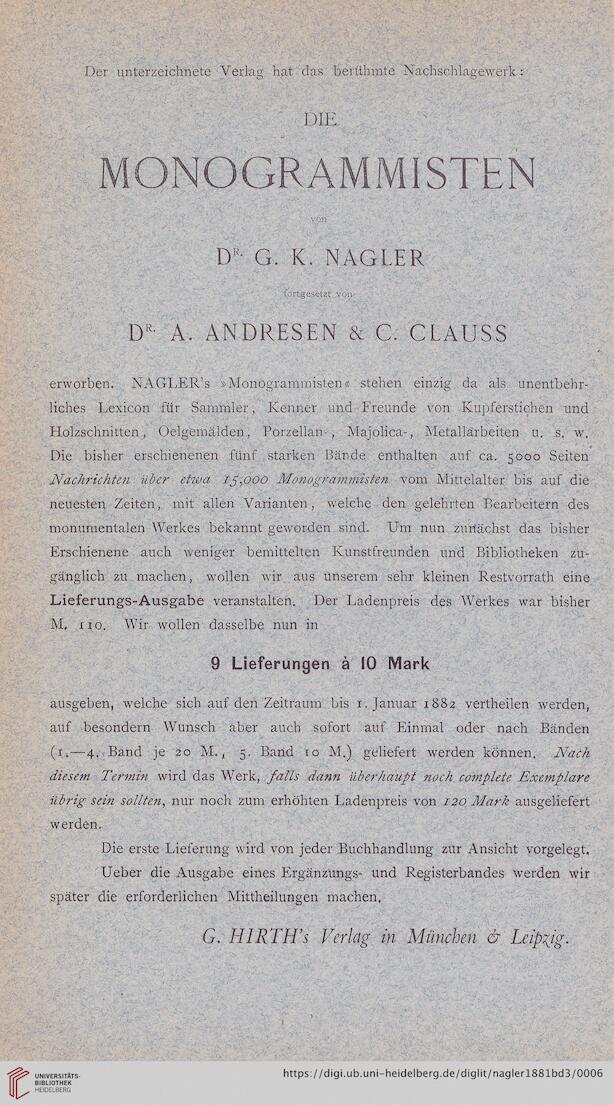 Der unterzeichnete Verlag hat das berühmte Nachschlagewerk:
DIE
MONOGRAMMISTEN
von
DR. G. K. NAGLER
fortgesetzt von
DR. A. ANDRESEN & C. CLAUSS
erworben. NAGLER's »Monogrammisten« stehen einzig da als unentbehr-
liches Lexicon für Sammler, Kenner und Freunde von Kupferstichen und
Holzschnitten, Oelgemälden, Porzellan-, Majolica-, Metallarbeiten u. s. w.
Die bisher erschienenen fünf starken Bände enthalten auf ca. 5000 Seiten
Nachrichten über etwa 15,000 Monogrammisten vom Mittelalter bis auf die
neuesten Zeiten, mit allen Varianten, welche den gelehrten Bearbeitern des
monumentalen Werkes bekannt geworden sind. Um nun zunächst das bisher
Erschienene auch weniger bemittelten Kunstfreunden und Bibliotheken zu-
gänglich zu machen, wollen wir aus unserem sehr kleinen Restvorrath eine
Lieferungs-Ausgabe veranstalten. Der Ladenpreis des Werkes war bisher
M. 110. Wir wollen dasselbe nun in
9 Lieferungen à 10 Mark
ausgeben, welche sich auf den Zeitraum bis 1. Januar 1882 vertheilen werden,
auf besondern Wunsch aber auch sofort auf Einmal oder nach Bänden
(1.—4. Band je 20 M., 5. Band 10 M.) geliefert werden können. Nach
diesem Termin wird das Werk, falls dann überhaupt noch complete Exemplare
übrig sein sollten, nur noch zum erhöhten Ladenpreis von 120 Mark ausgeliefert
werden.
Die erste Lieferung wird von jeder Buchhandlung zur Ansicht vorgelegt.
Ueber die Ausgabe eines Ergänzungs- und Registerbandes werden wir
später die erforderlichen Mittheilungen machen.
G. HIRTH's Verlag in München & Leipzig.
UNIVERSITÄTS-
BIBLIOTHEK
HEIDELBERG
https://digi.ub.uni-heidelberg.de/diglit/nagler1881bd3/0006